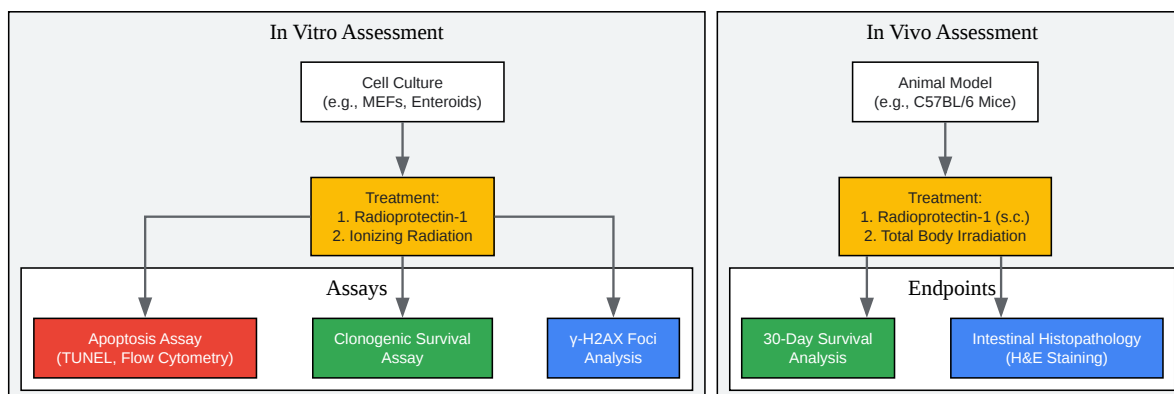 In Vitro Assessment
Cell Culture
(e.g., MEFs, Enteroids)
Treatment:
1. Radioprotectin-1
2. Ionizing Radiation
Assays
Apoptosis Assay
(TUNEL, Flow Cytometry)
Clonogenic Survival
Assay
γ-H2AX Foci
Analysis
In Vivo Assessment
Animal Model
(e.g., C57BL/6 Mice)
Treatment:
1. Radioprotectin-1 (s.c.)
2. Total Body Irradiation
Endpoints
30-Day Survival
Analysis
Intestinal Histopathology
(H&E Staining)